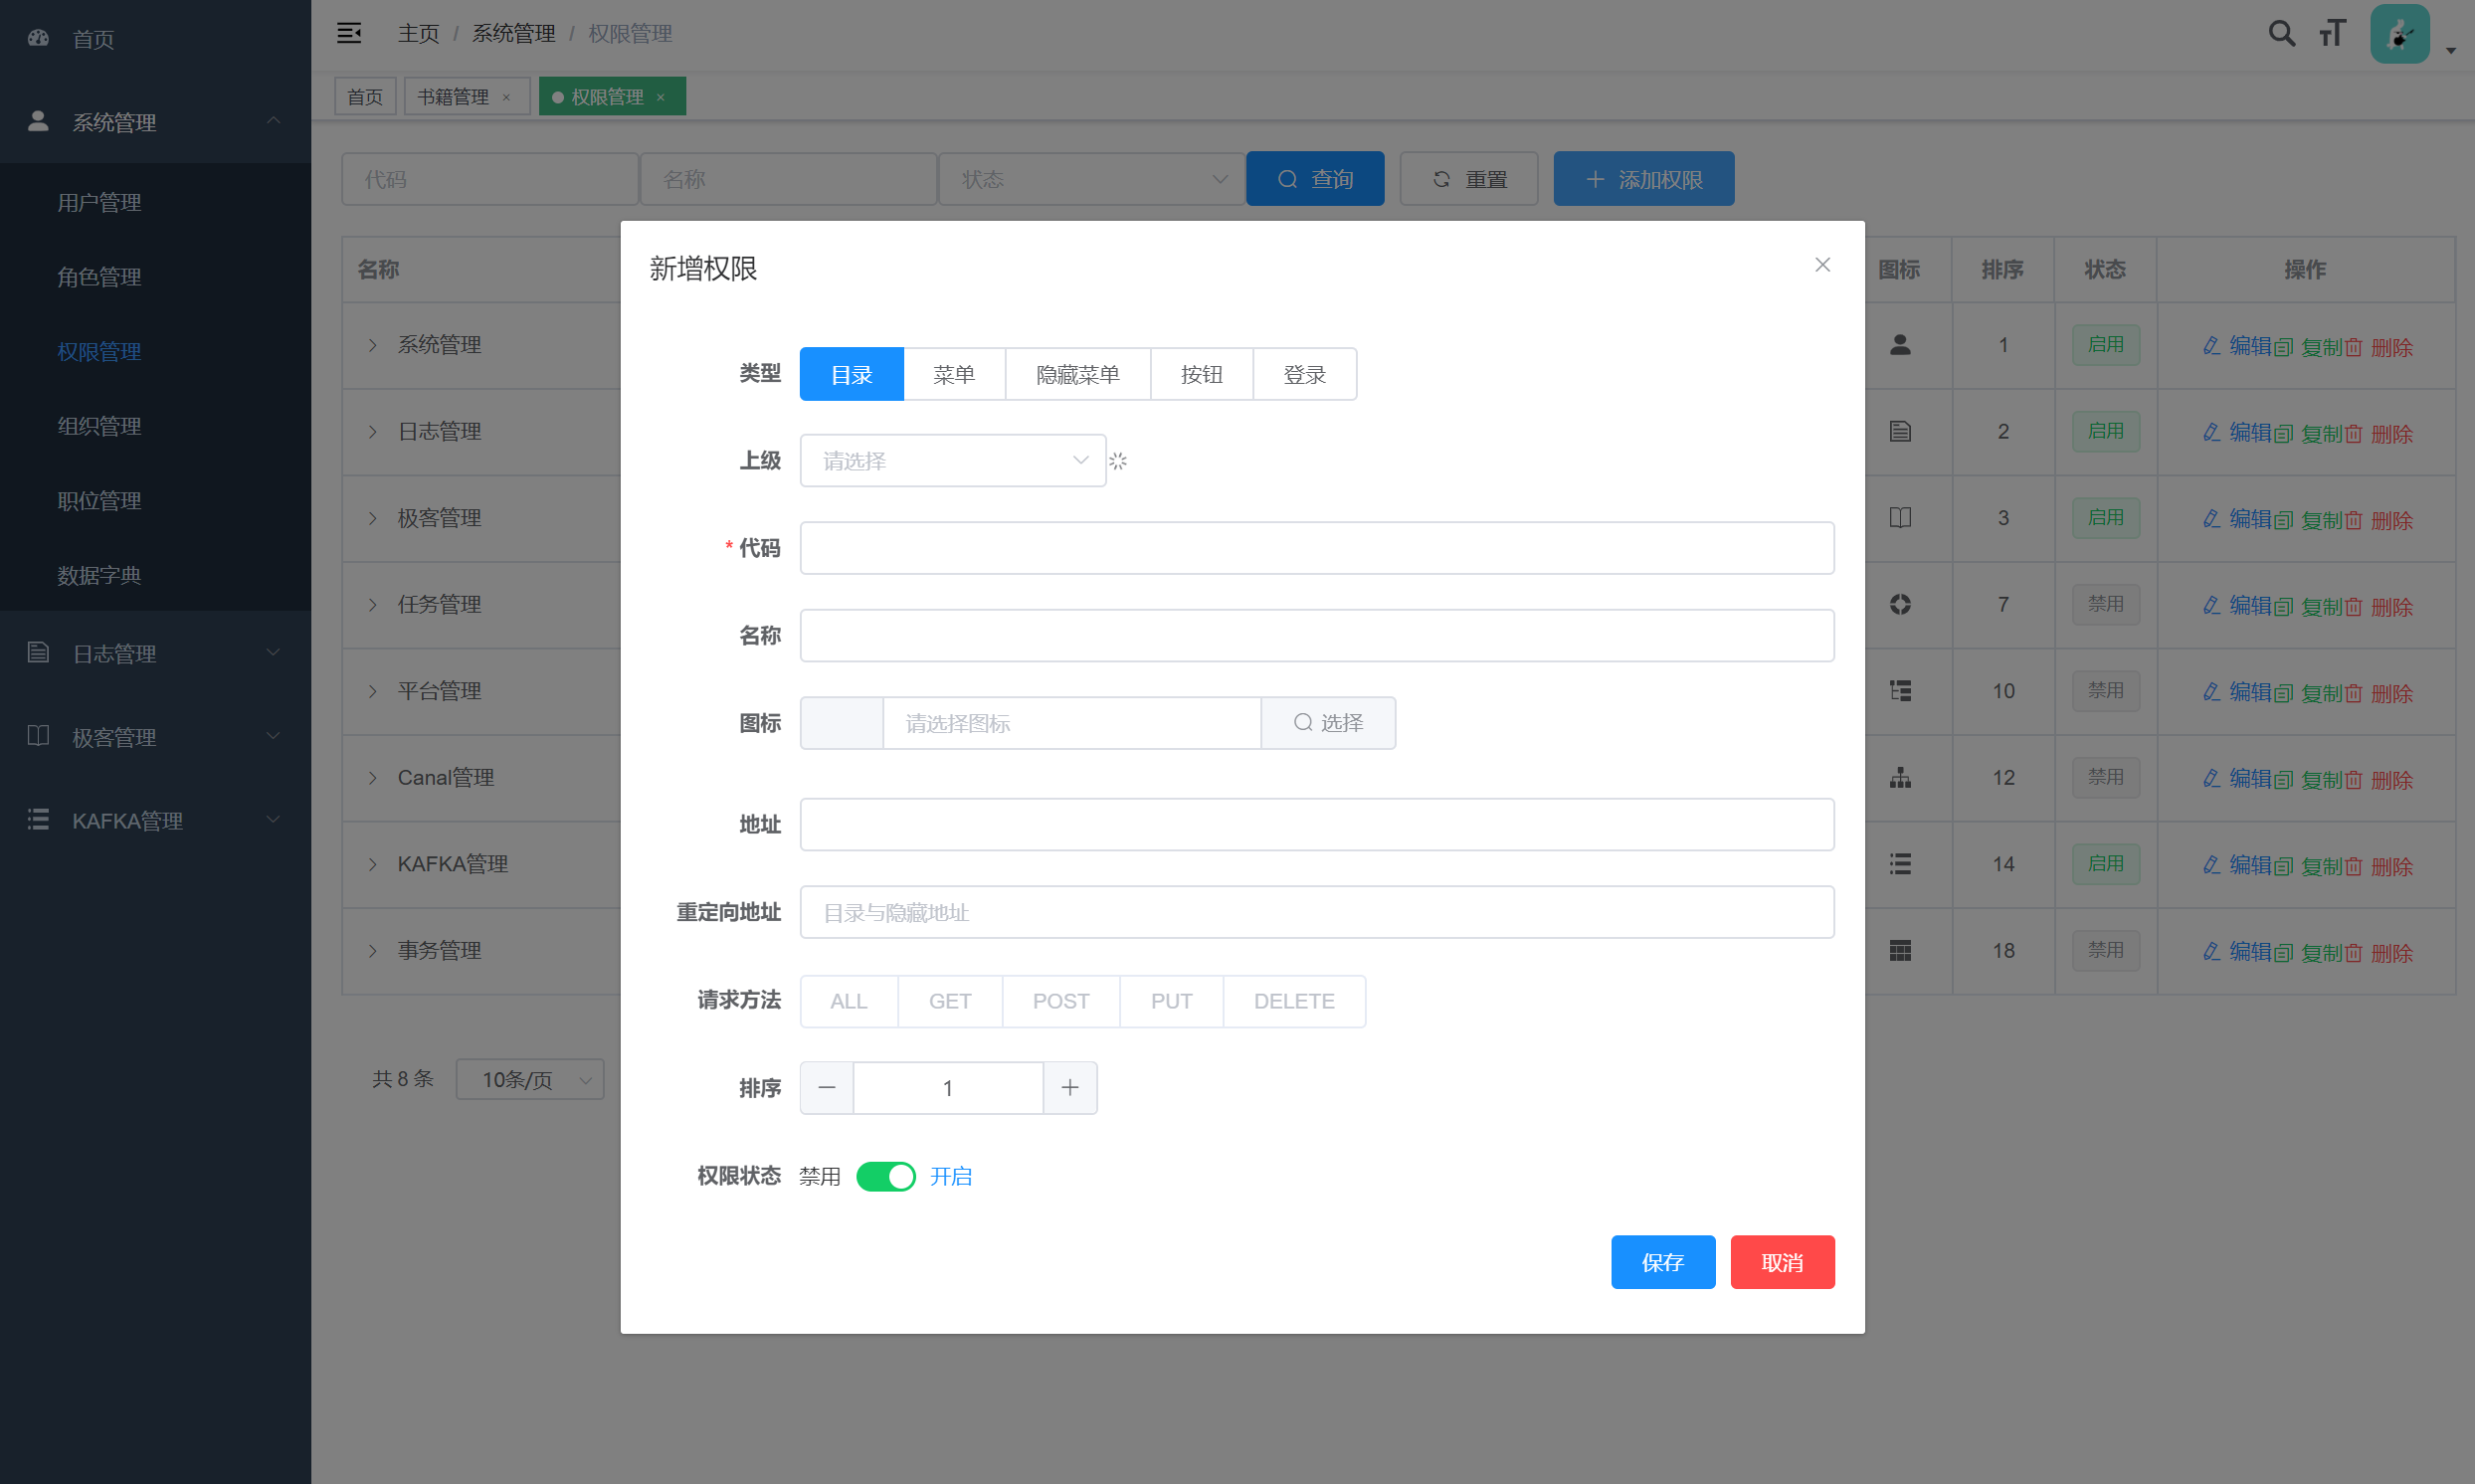 首页
系统管理
用户管理
角色管理
权限管理
组织管理
职位管理
数据字典
日志管理
极客管理
KAFKA管理
主页 / 系统管理 / 权限管理
首页 书籍管理 × 权限管理 ×
代码 名称 状态 查询 重置 添加权限
名称 图标 排序 状态 操作
系统管理 1 启用 编辑 复制 删除
日志管理 2 启用 编辑 复制 删除
极客管理 3 启用 编辑 复制 删除
任务管理 7 禁用 编辑 复制 删除
平台管理 10 禁用 编辑 复制 删除
Canal管理 12 禁用 编辑 复制 删除
KAFKA管理 14 启用 编辑 复制 删除
事务管理 18 禁用 编辑 复制 删除
共 8 条 10条/页
新增权限
类型 目录 菜单 隐藏菜单 按钮 登录
上级 请选择
* 代码
名称
图标 请选择图标 选择
地址
重定向地址 目录与隐藏地址
请求方法 ALL GET POST PUT DELETE
排序 1
权限状态 禁用 开启
保存 取消